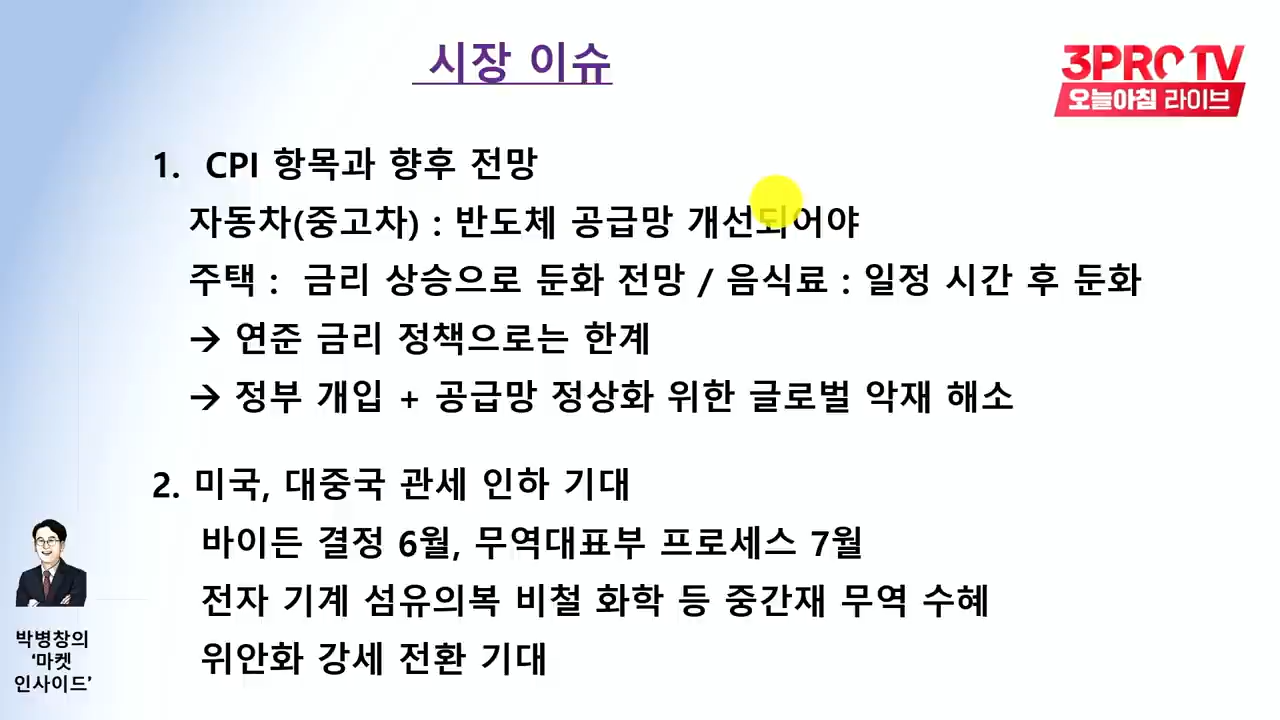 시장 이슈
3PRO TV
오늘아침 라이브
1. CPI 항목과 향후 전망
자동차(중고차) : 반도체 공급망 개선되어야
주택 : 금리 상승으로 둔화 전망 / 음식료 : 일정 시간 후 둔화
→ 연준 금리 정책으로는 한계
→ 정부 개입 + 공급망 정상화 위한 글로벌 악재 해소
2. 미국, 대중국 관세 인하 기대
바이든 결정 6월, 무역대표부 프로세스 7월
전자 기계 섬유의복 비철 화학 등 중간재 무역 수혜
위안화 강세 전환 기대
박병창의
‘마켓
인사이드’